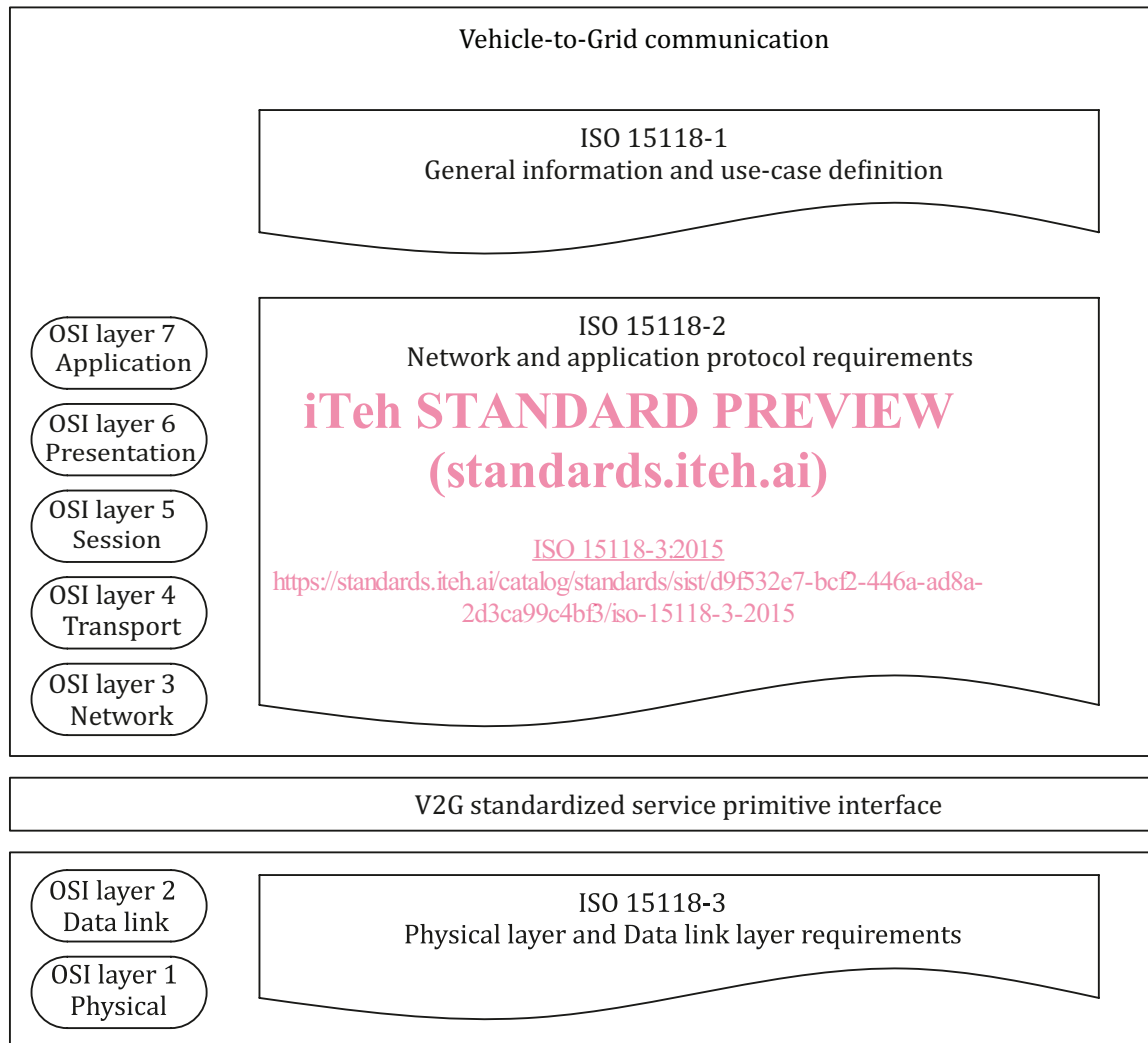 Vehicle-to-Grid communication
ISO 15118-1
General information and use-case definition
OSI layer 7
Application
OSI layer 6
Presentation
OSI layer 5
Session
OSI layer 4
Transport
OSI layer 3
Network
ISO 15118-2
Network and application protocol requirements
iTeh STANDARD PREVIEW
(standards.iteh.ai)
ISO 15118-3:2015
https://standards.iteh.ai/catalog/standards/sist/d9f532e7-bcf2-446a-ad8a-
2d3ca99c4bf3/iso-15118-3-2015
V2G standardized service primitive interface
OSI layer 2
Data link
OSI layer 1
Physical
ISO 15118-3
Physical layer and Data link layer requirements